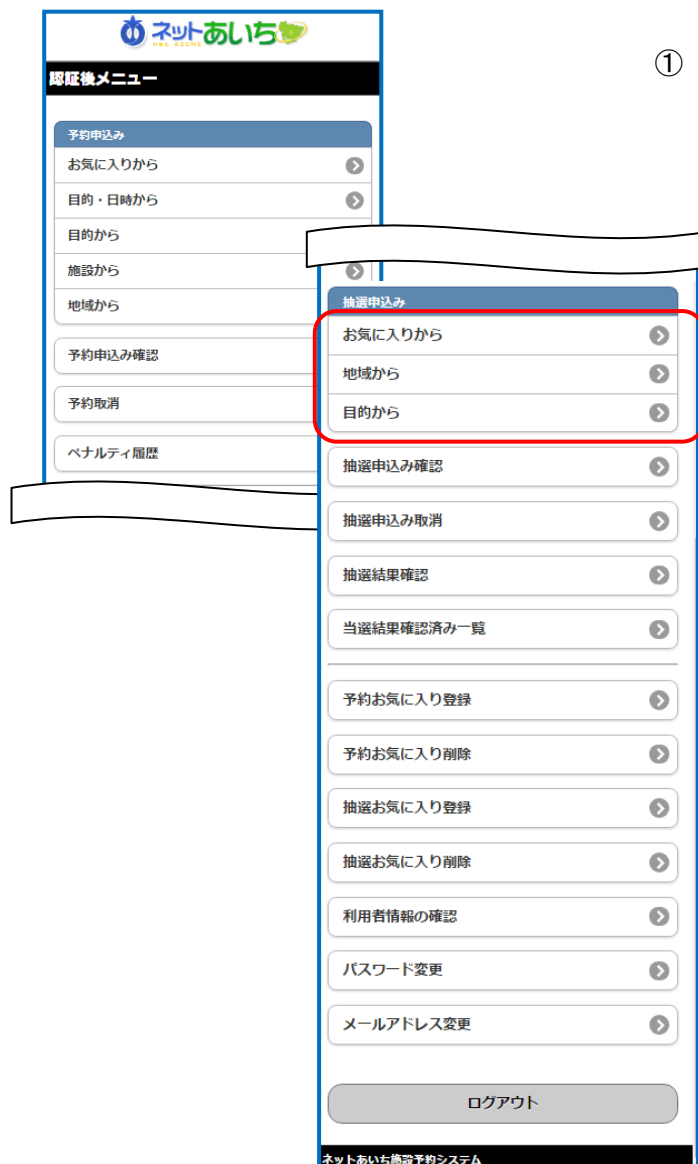 ネットあいち
認証後メニュー
①
予約申込み
お気に入りから
目的・日時から
目的から
施設から
地域から
予約申込み確認
予約取消
ペナルティ履歴
抽選申込み
お気に入りから
地域から
目的から
抽選申込み確認
抽選申込み取消
抽選結果確認
当選結果確認済み一覧
予約お気に入り登録
予約お気に入り削除
抽選お気に入り登録
抽選お気に入り削除
利用者情報の確認
パスワード変更
メールアドレス変更
ログアウト
ネットあいち施設予約システム